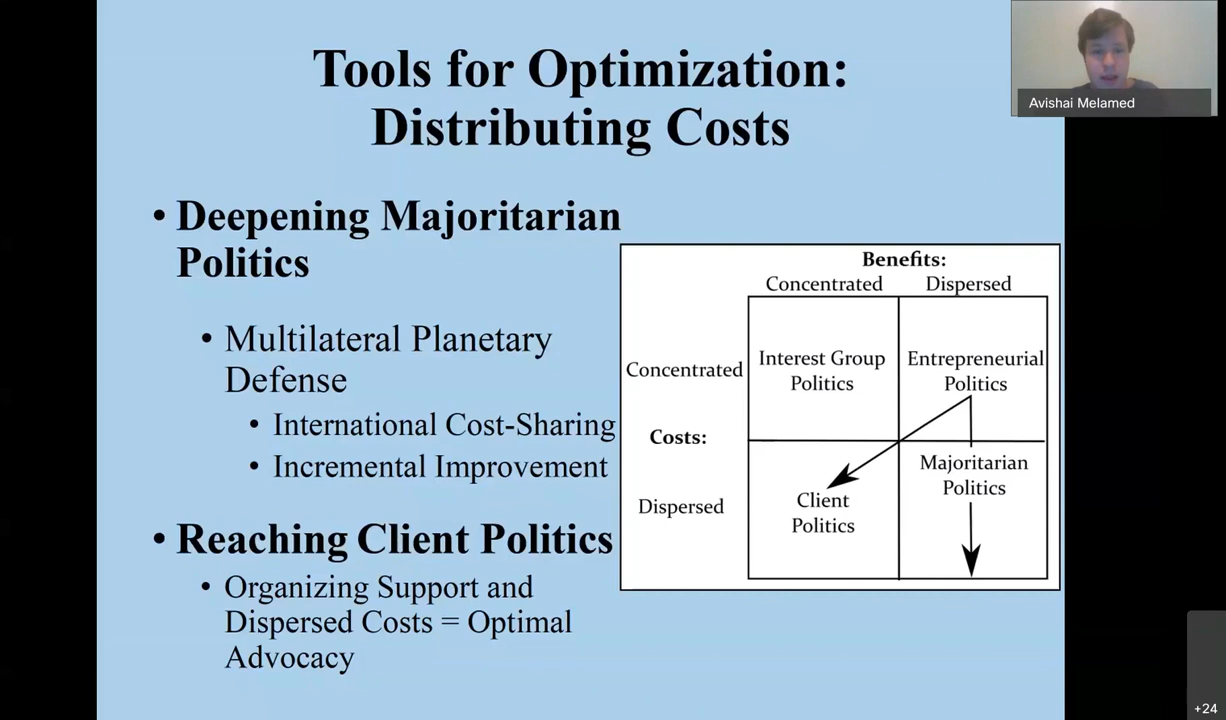 Tools for Optimization:
Distributing Costs
Avishai Melamed
• Deepening Majoritarian
Politics
• Multilateral Planetary
Defense
• International Cost-Sharing
• Incremental Improvement
• Reaching Client Politics
• Organizing Support and
Dispersed Costs = Optimal
Advocacy
Benefits:
Concentrated Dispersed
Concentrated
Interest Group
Politics
Entrepreneurial
Politics
Costs:
Dispersed
Client
Politics
Majoritarian
Politics
+24